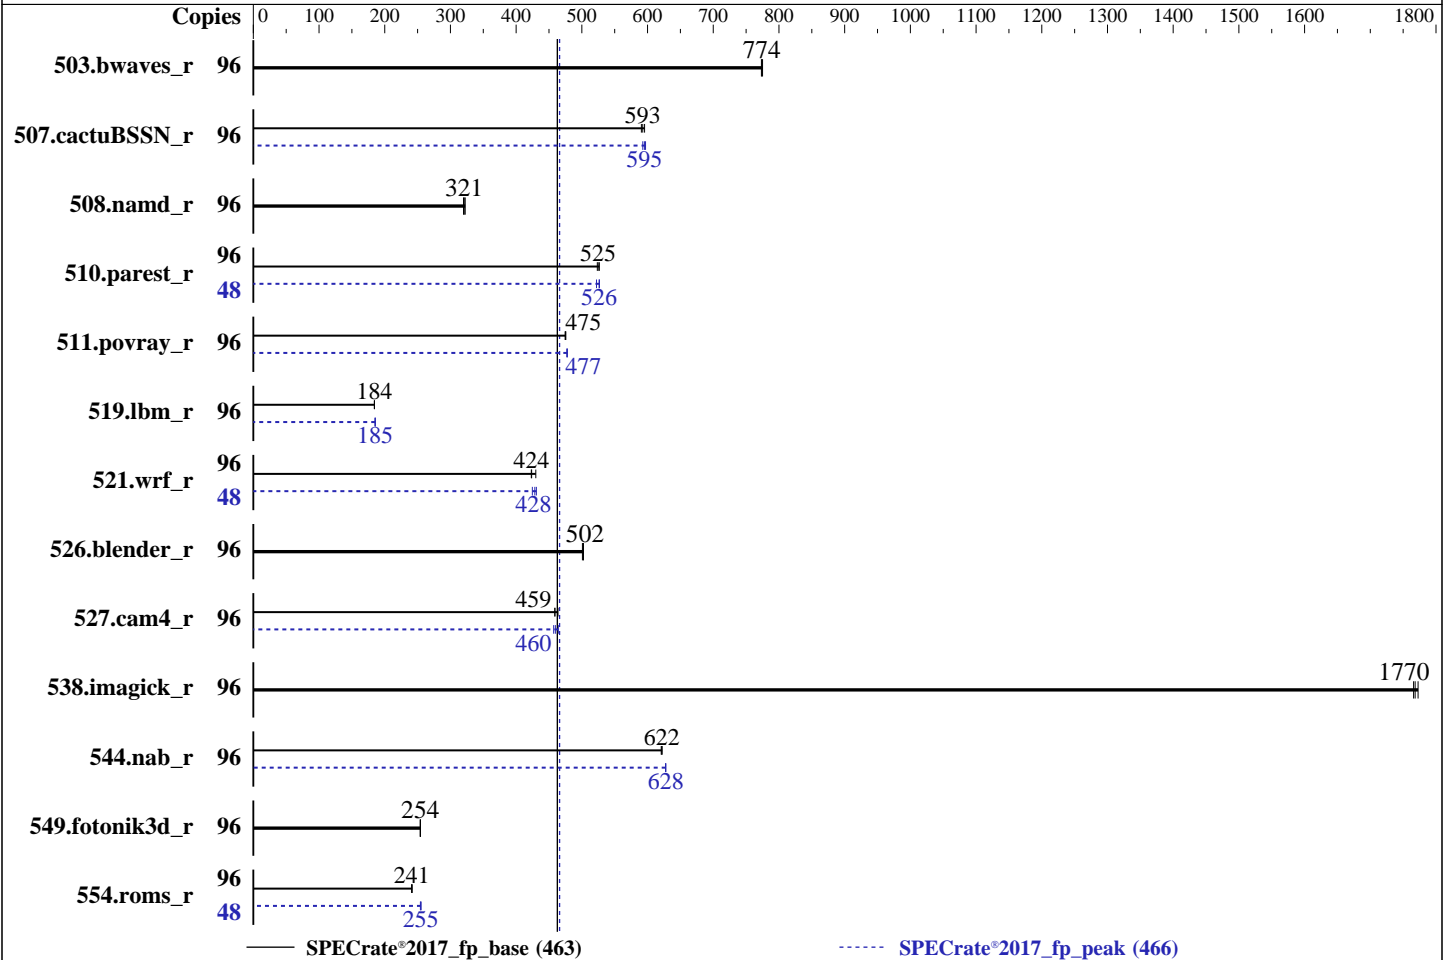 Copies 0 100 200 300 400 500 600 700 800 900 1000 1100 1200 1300 1400 1500 1600 1800
503.bwaves_r 96 774
507.cactuBSSN_r 96 593
595
508.namd_r 96 321
510.parest_r 96 525
48 526
511.povray_r 96 475
477
519.lbm_r 96 184
185
521.wrf_r 96 424
48 428
526.blender_r 96 502
527.cam4_r 96 459
460
538.imagick_r 96 1770
544.nab_r 96 622
628
549.fotonik3d_r 96 254
554.roms_r 96 241
48 255
SPECrate®2017_fp_base (463) SPECrate®2017_fp_peak (466)